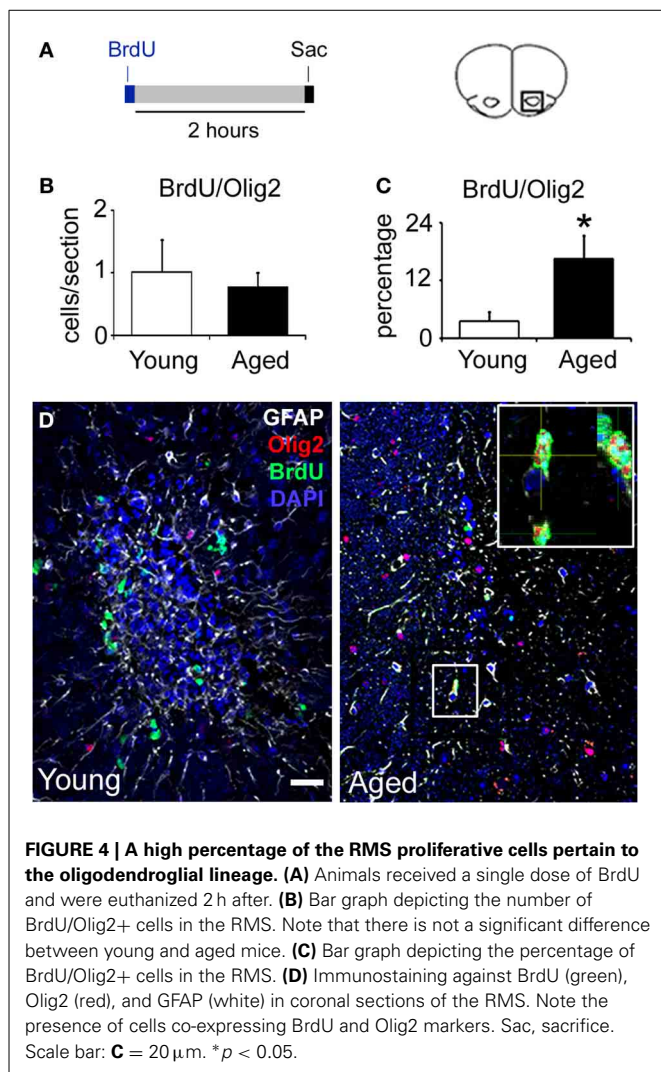 A
BrdU
Sac
2 hours
B
BrdU/Olig2
cells/section
2
1
0
Young
Aged
C
BrdU/Olig2
percentage
24
12
0
*
Young
Aged
D
GFAP
Olig2
BrdU
DAPI
Young
Aged
FIGURE 4 | A high percentage of the RMS proliferative cells pertain to
the oligodendroglial lineage. (A) Animals received a single dose of BrdU
and were euthanized 2 h after. (B) Bar graph depicting the number of
BrdU/Olig2+ cells in the RMS. Note that there is not a significant difference
between young and aged mice. (C) Bar graph depicting the percentage of
BrdU/Olig2+ cells in the RMS. (D) Immunostaining against BrdU (green),
Olig2 (red), and GFAP (white) in coronal sections of the RMS. Note the
presence of cells co-expressing BrdU and Olig2 markers. Sac, sacrifice.
Scale bar: C = 20 μm. *p < 0.05.